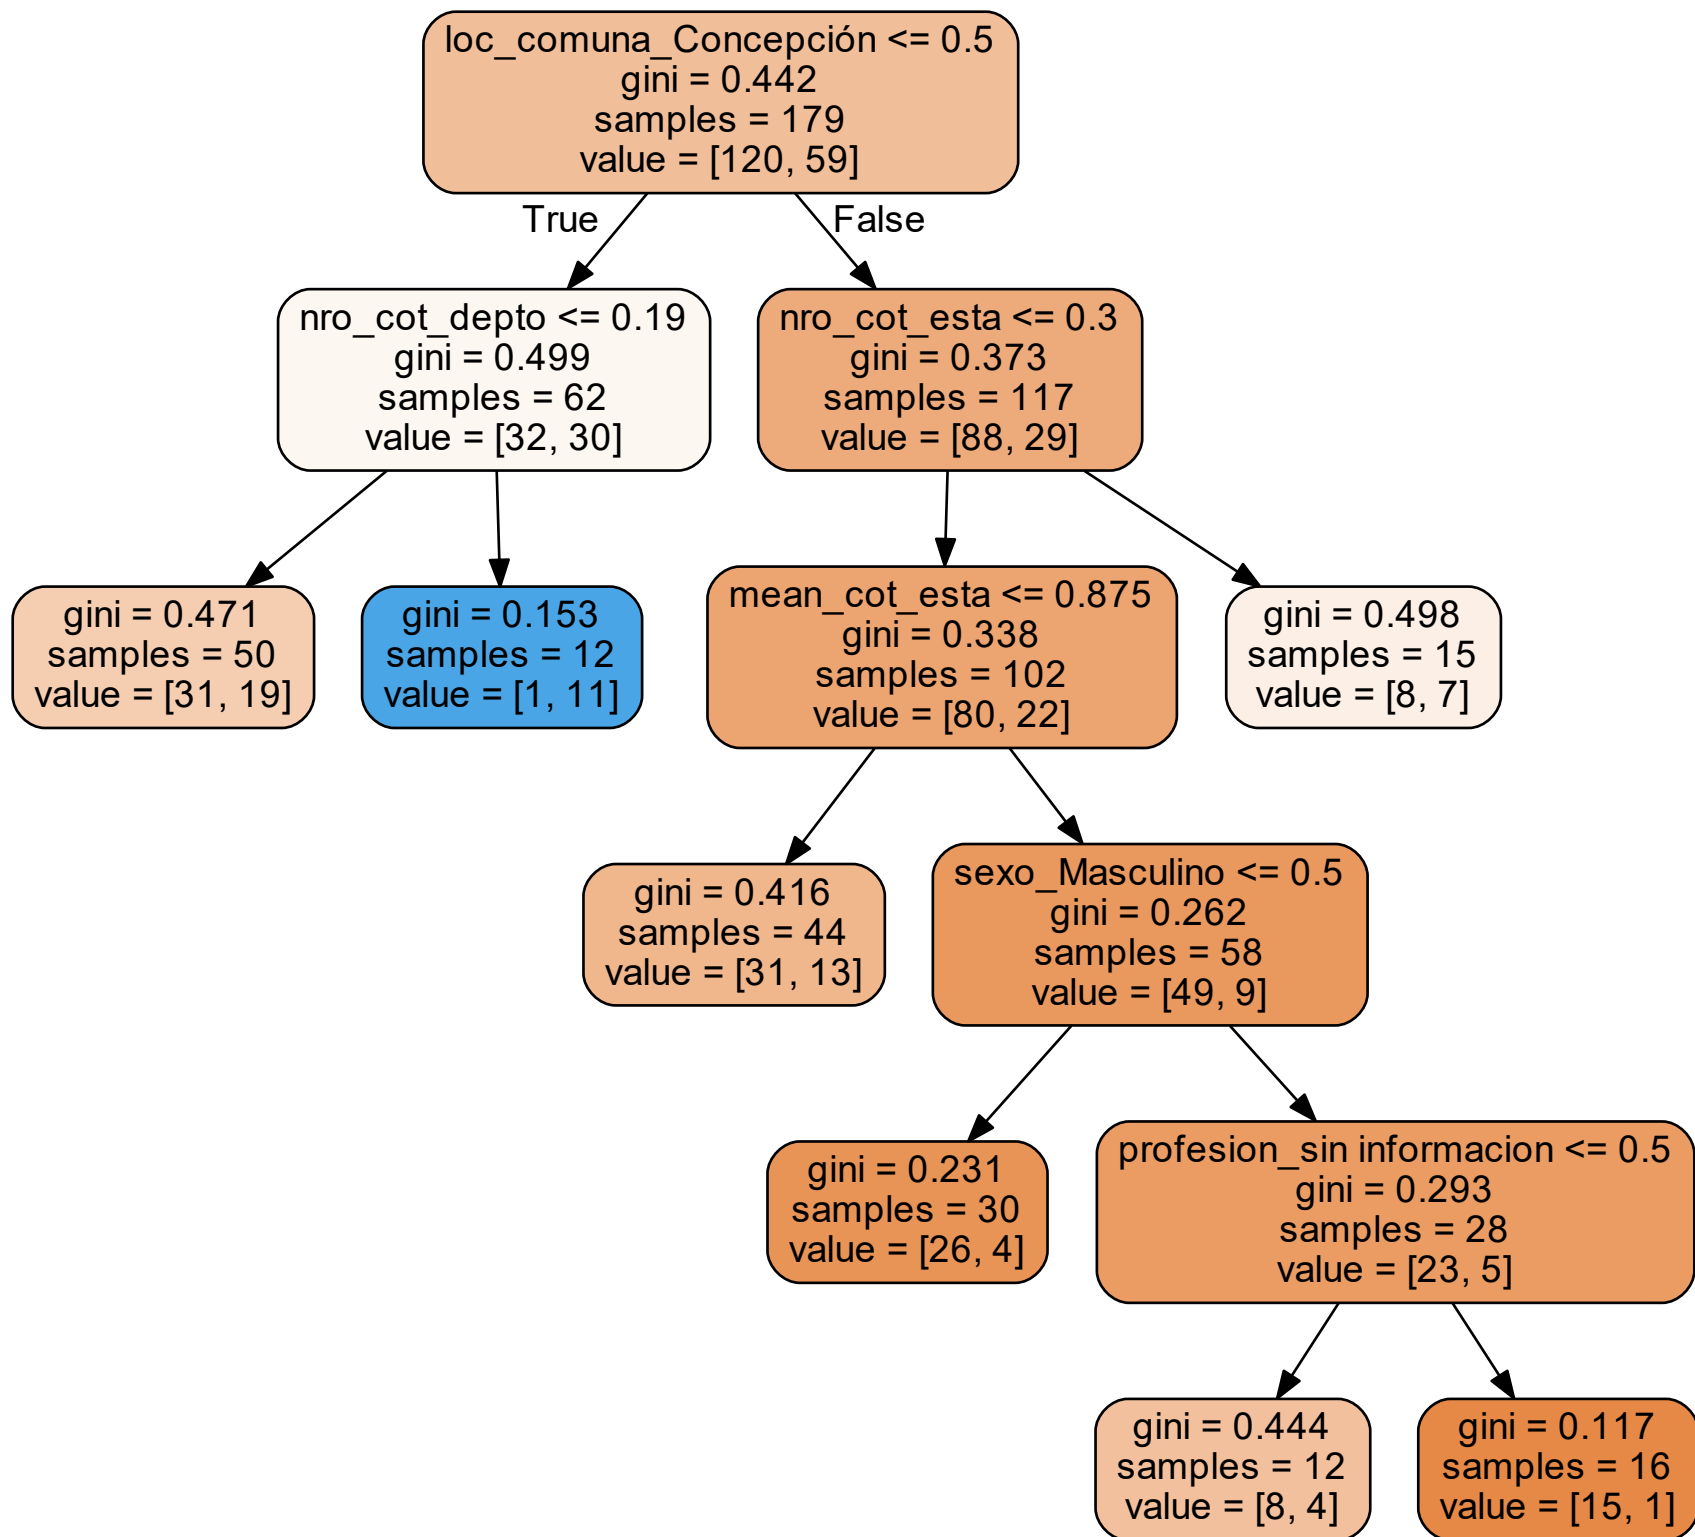 loc_comuna_Concepción <= 0.5
gini = 0.442
samples = 179
value = [120, 59]
True
False
nro_cot_depto <= 0.19
gini = 0.499
samples = 62
value = [32, 30]
nro_cot_esta <= 0.3
gini = 0.373
samples = 117
value = [88, 29]
gini = 0.471
samples = 50
value = [31, 19]
gini = 0.153
samples = 12
value = [1, 11]
mean_cot_esta <= 0.875
gini = 0.338
samples = 102
value = [80, 22]
gini = 0.498
samples = 15
value = [8, 7]
gini = 0.416
samples = 44
value = [31, 13]
sexo_Masculino <= 0.5
gini = 0.262
samples = 58
value = [49, 9]
gini = 0.231
samples = 30
value = [26, 4]
profesion_sin informacion <= 0.5
gini = 0.293
samples = 28
value = [23, 5]
gini = 0.444
samples = 12
value = [8, 4]
gini = 0.117
samples = 16
value = [15, 1]